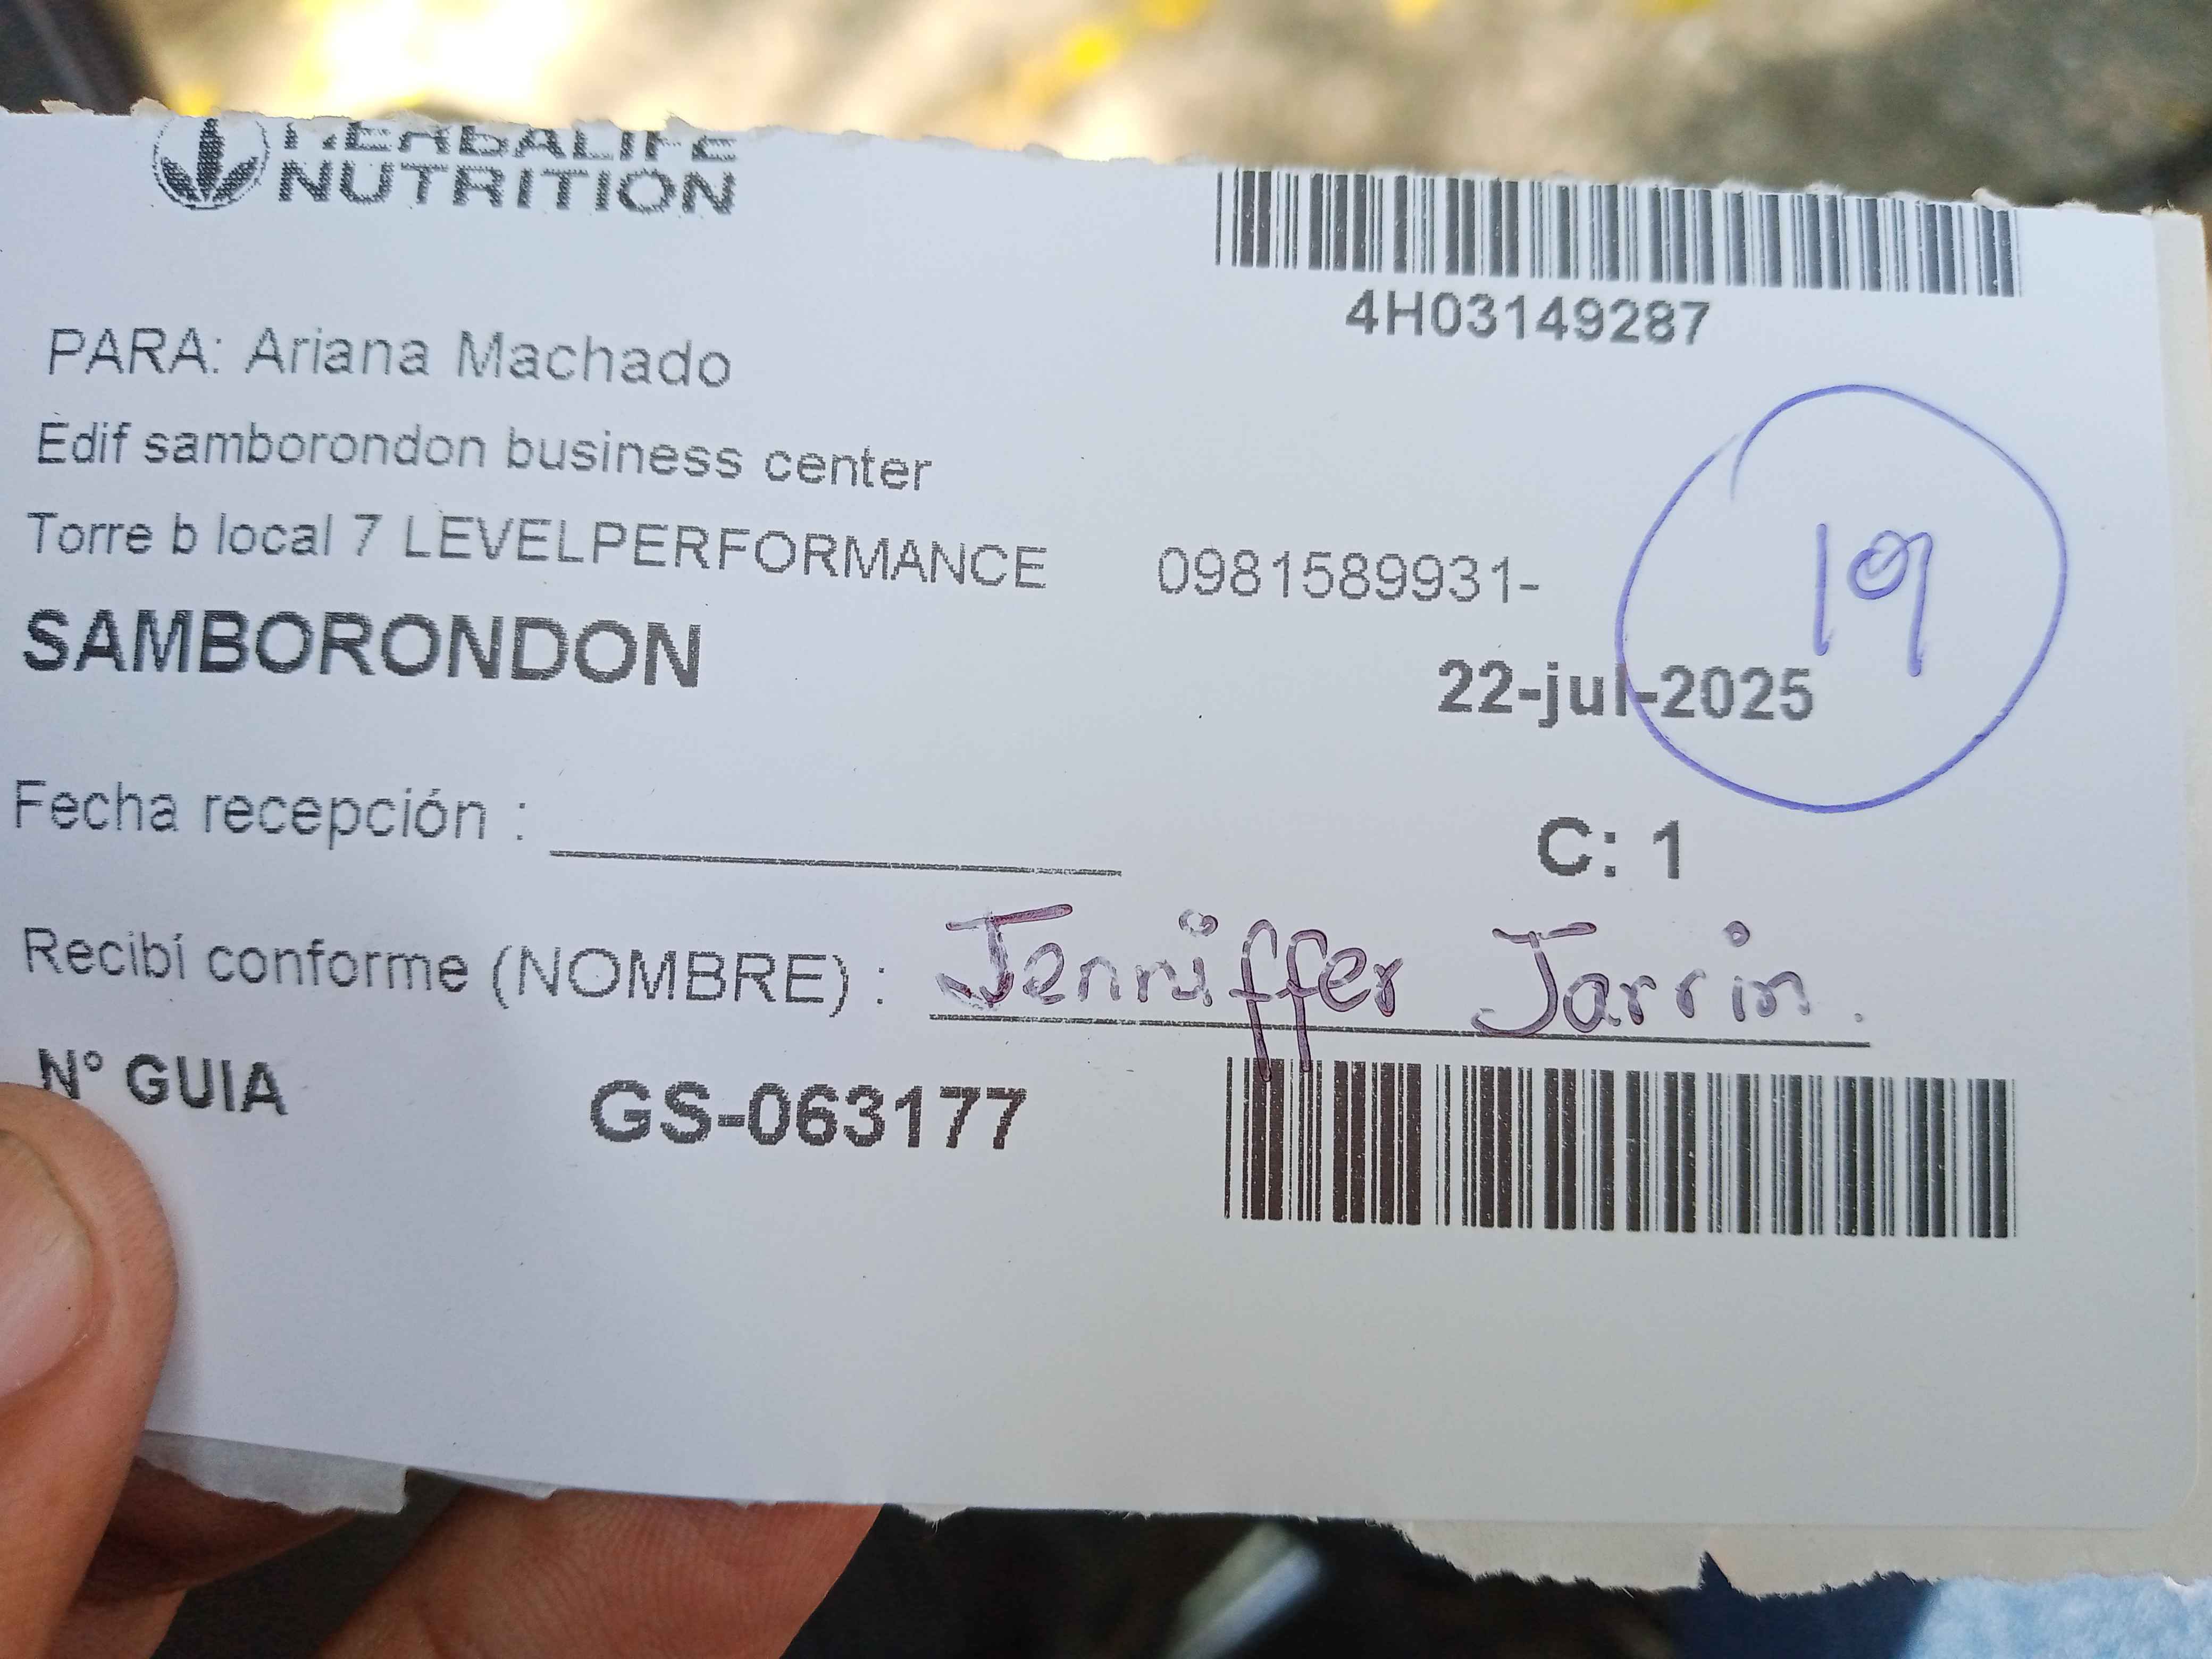 HERBALIFE
NUTRITION
4H03149287
PARA: Ariana Machado
Edif samborondon business center
Torre b local 7 LEVELPERFORMANCE 0981589931-
19
SAMBORONDON
22-jul-2025
Fecha recepción :
C: 1
Recibí conforme (NOMBRE) : Jenniffer Jarrin.
N° GUIA GS-063177